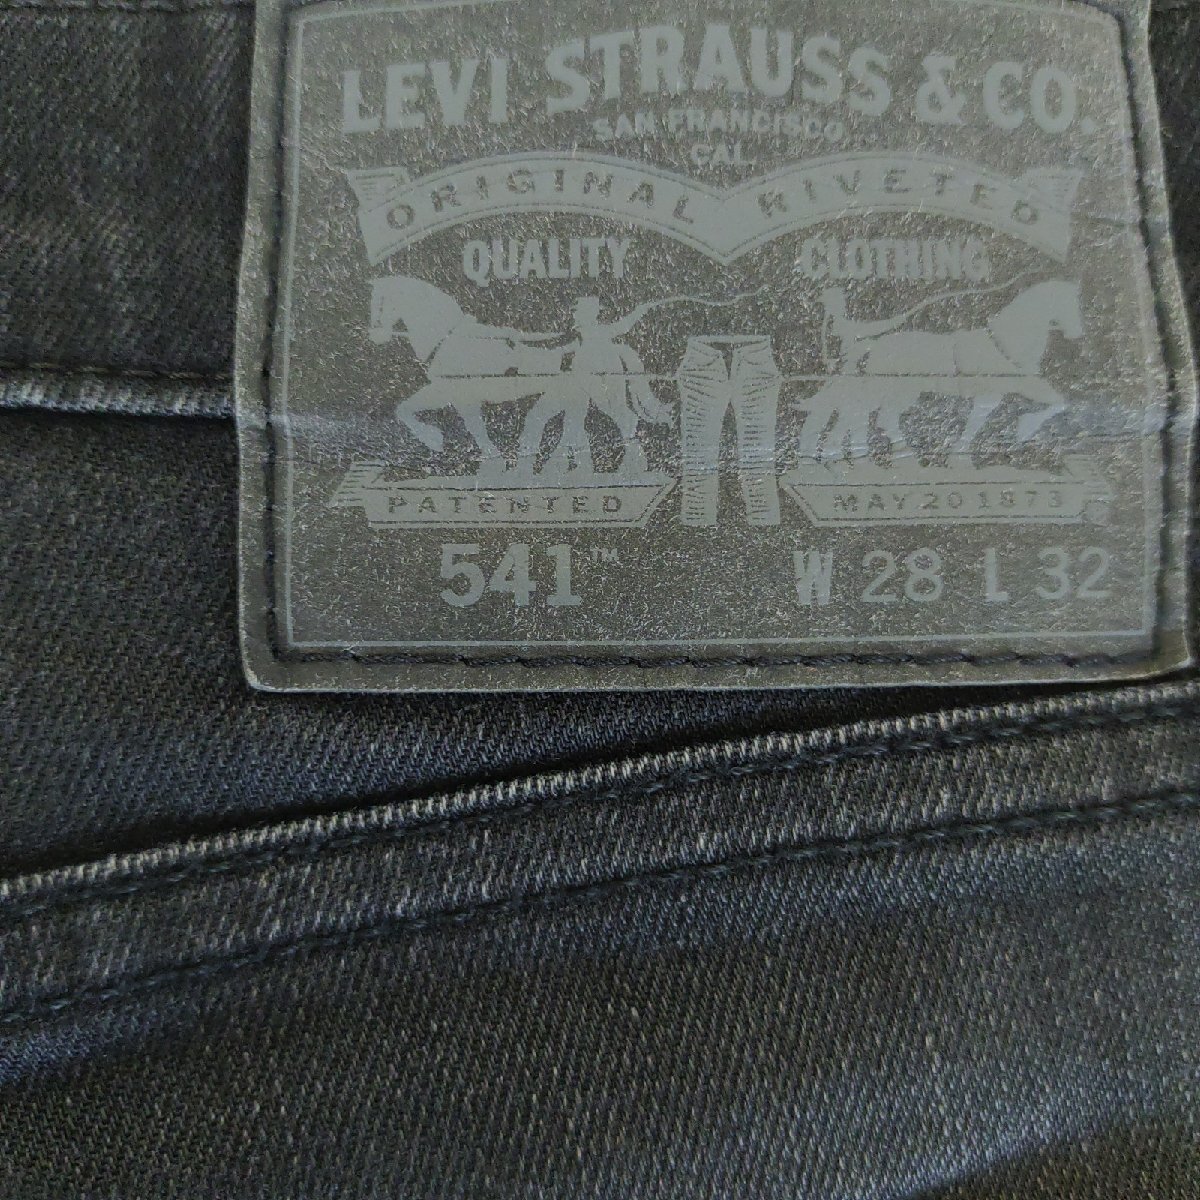 LEVI STRAUSS & CO.
SAN FRANCISCO
CAL.
ORIGINAL RIVETED
QUALITY CLOTHING
PATENTED MAY 20 1873
541™ W 28 L 32